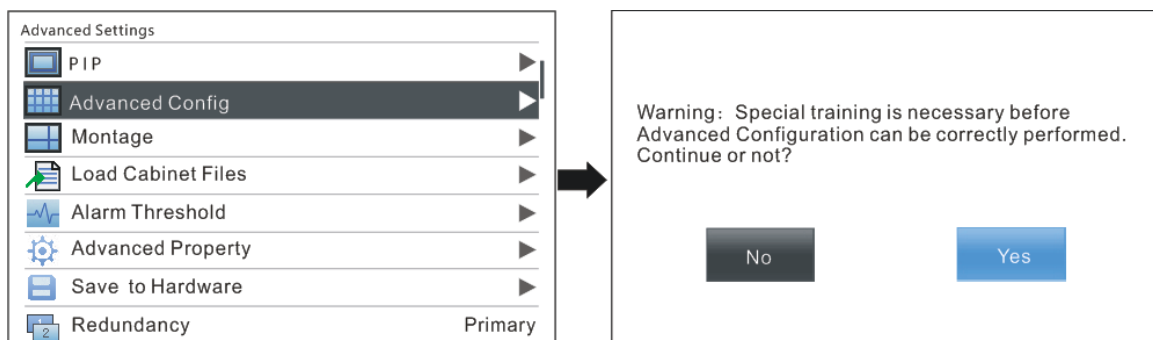 Advanced Settings
PIP
Advanced Config
Montage
Load Cabinet Files
Alarm Threshold
Advanced Property
Save to Hardware
2
Redundancy Primary
Warning: Special training is necessary before
Advanced Configuration can be correctly performed.
Continue or not?
No Yes